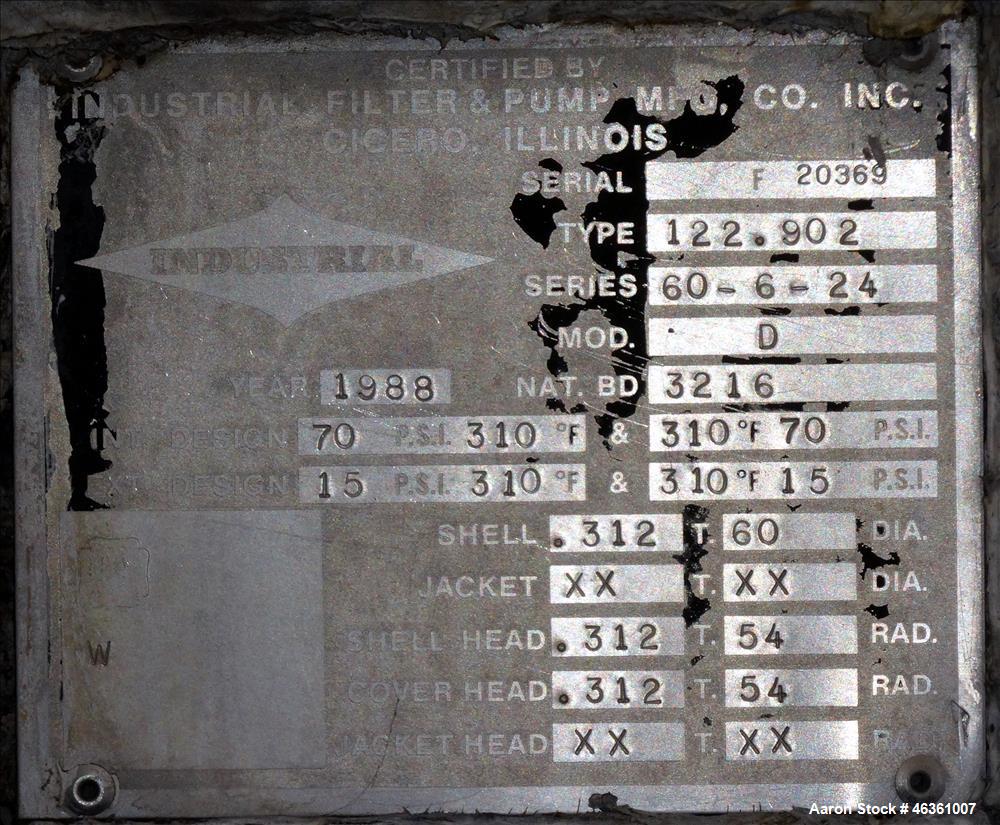 CERTIFIED BY
INDUSTRIAL FILTER & PUMP MFG. CO. INC.
CICERO, ILLINOIS
SERIAL F 20369
TYPE 122.902
INDUSTRIAL
SERIES 60-6-24
MOD. D
YEAR 1988 NAT. BD 3216
INT. DESIGN 70 P.S.I. 310 °F & 310 °F 70 P.S.I.
T. DESIGN 15 P.S.I. 310 °F & 310 °F 15 P.S.I.
SHELL .312 T. 60 DIA.
JACKET XX T. XX DIA.
SHELL HEAD .312 T. 54 RAD.
W
COVER HEAD .312 T. 54 RAD.
JACKET HEAD XX T. XX RAD.
Aaron Stock # 46361007